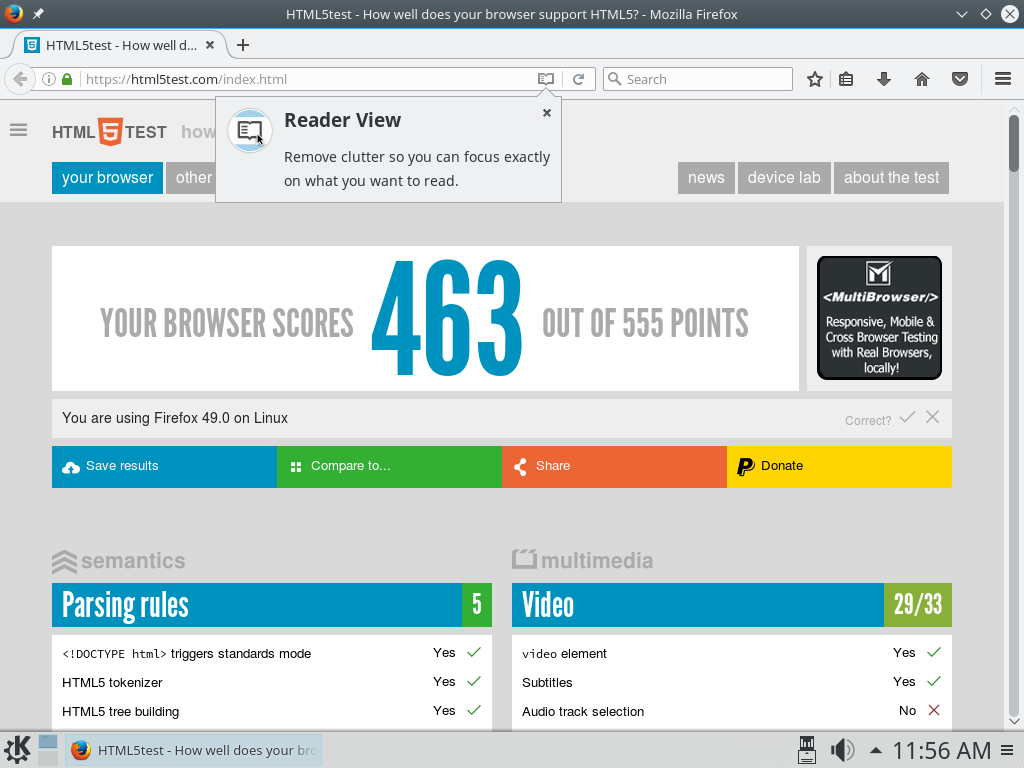 HTML5test - How well does your browser support HTML5? - Mozilla Firefox
HTML5test - How well d...
https://html5test.com/index.html
Search
Reader View
Remove clutter so you can focus exactly
on what you want to read.
HTML 5 TEST how
your browser
other
news
device lab
about the test
YOUR BROWSER SCORES 463 OUT OF 555 POINTS
<MultiBrowser/>
Responsive, Mobile &
Cross Browser Testing
with Real Browsers,
locally!
You are using Firefox 49.0 on Linux
Correct?
Save results
Compare to...
Share
Donate
semantics
Parsing rules 5
<!DOCTYPE html> triggers standards mode Yes
HTML5 tokenizer Yes
HTML5 tree building Yes
multimedia
Video 29/33
video element Yes
Subtitles Yes
Audio track selection No
HTML5test - How well does your bro
11:56 AM